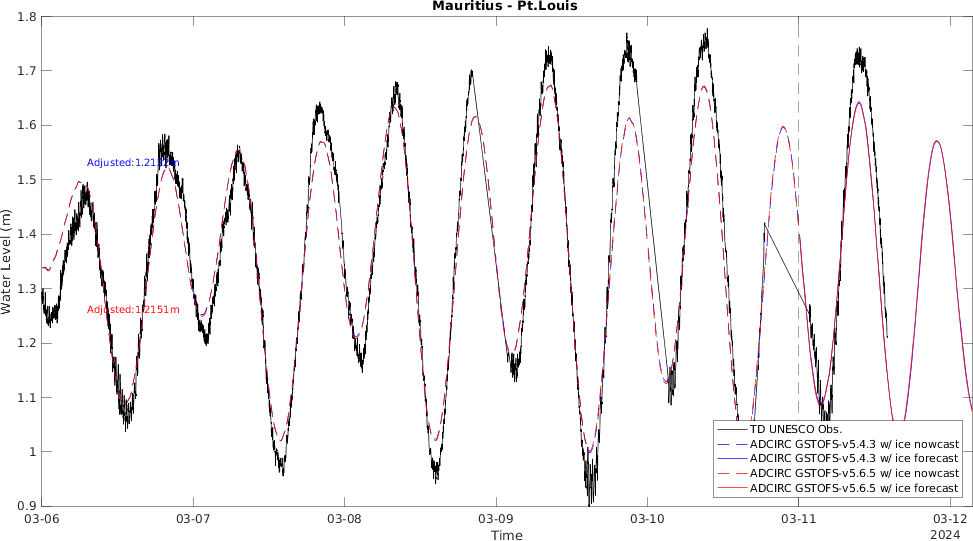 Mauritius - Pt.Louis
1.8
1.7
1.6
1.5
1.4
1.3
1.2
1.1
1
0.9
Water Level (m)
Adjusted:1.2151m
TD UNESCO Obs.
ADCIRC GSTOFS-v5.4.3 w/ ice nowcast
ADCIRC GSTOFS-v5.4.3 w/ ice forecast
ADCIRC GSTOFS-v5.6.5 w/ ice nowcast
ADCIRC GSTOFS-v5.6.5 w/ ice forecast
03-06 03-07 03-08 03-09 03-10 03-11 03-12
2024
Time